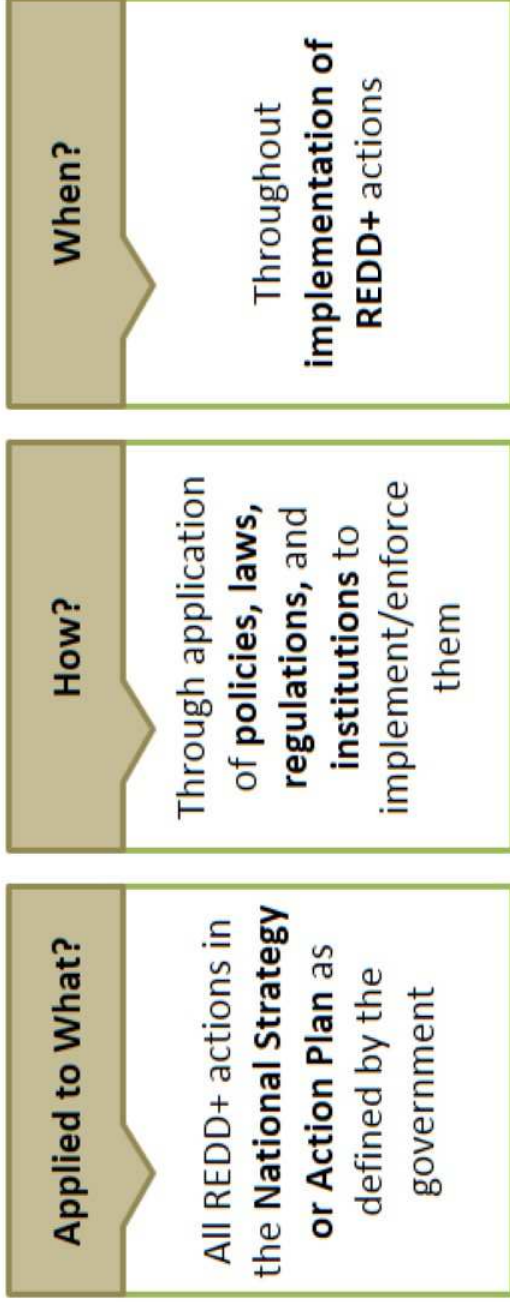 Applied to What?
All REDD+ actions in
the National Strategy
or Action Plan as
defined by the
government
How?
Through application
of policies, laws,
regulations, and
institutions to
implement/enforce
them
When?
Throughout
implementation of
REDD+ actions